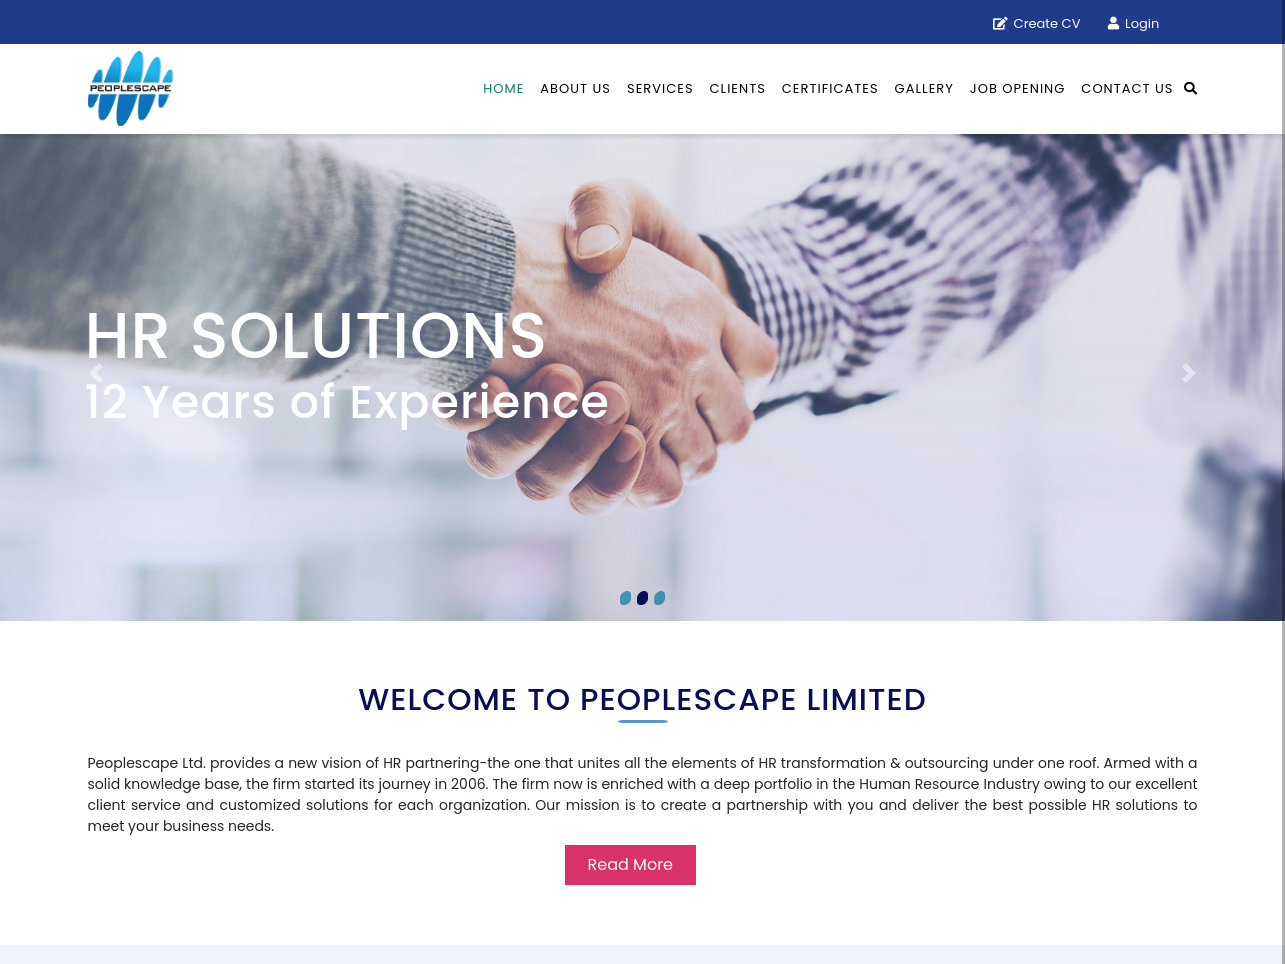 Create CV Login
PEOPLESCAPE
HOME ABOUT US SERVICES CLIENTS CERTIFICATES GALLERY JOB OPENING CONTACT US
HR SOLUTIONS
12 Years of Experience
WELCOME TO PEOPLESCAPE LIMITED
Peoplescape Ltd. provides a new vision of HR partnering-the one that unites all the elements of HR transformation & outsourcing under one roof. Armed with a
solid knowledge base, the firm started its journey in 2006. The firm now is enriched with a deep portfolio in the Human Resource Industry owing to our excellent
client service and customized solutions for each organization. Our mission is to create a partnership with you and deliver the best possible HR solutions to
meet your business needs.
Read More